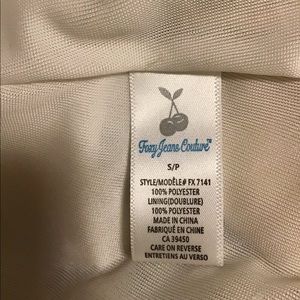 Foxy Jeans Couture™
S/P
STYLE/MODÈLE# FX 7141
100% POLYESTER
LINING(DOUBLURE)
100% POLYESTER
MADE IN CHINA
FABRIQUÉ EN CHINE
CA 39450
CARE ON REVERSE
ENTRETIENS AU VERSO